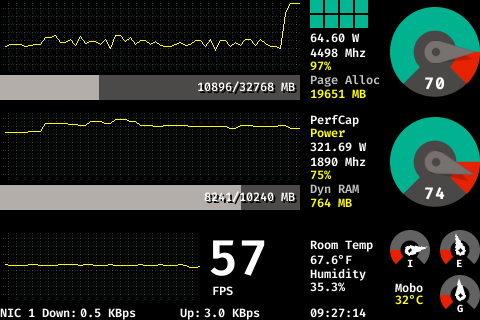 64.60 W
4498 Mhz
97%
Page Alloc
19651 MB
70
10896/32768 MB
PerfCap
Power
321.69 W
1890 Mhz
75%
Dyn RAM
764 MB
74
8241/10240 MB
57
FPS
Room Temp
67.6°F
Humidity
35.3%
I
E
Mobo
32°C
G
NIC 1 Down: 0.5 KBps Up: 3.0 KBps 09:27:14